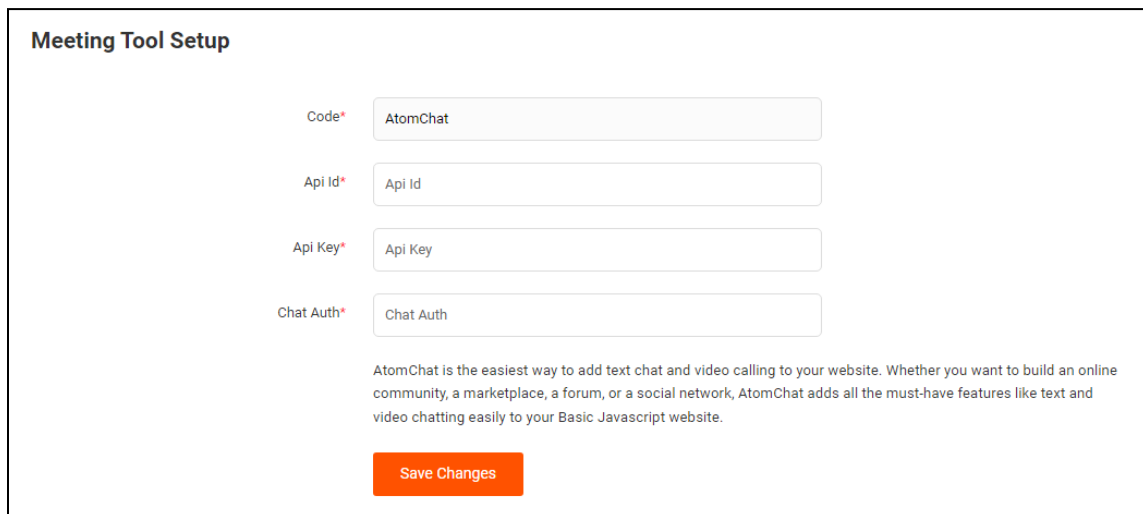 Meeting Tool Setup
Code*
AtomChat
Api Id*
Api Id
Api Key*
Api Key
Chat Auth*
Chat Auth
AtomChat is the easiest way to add text chat and video calling to your website. Whether you want to build an online
community, a marketplace, a forum, or a social network, AtomChat adds all the must-have features like text and
video chatting easily to your Basic Javascript website.
Save Changes